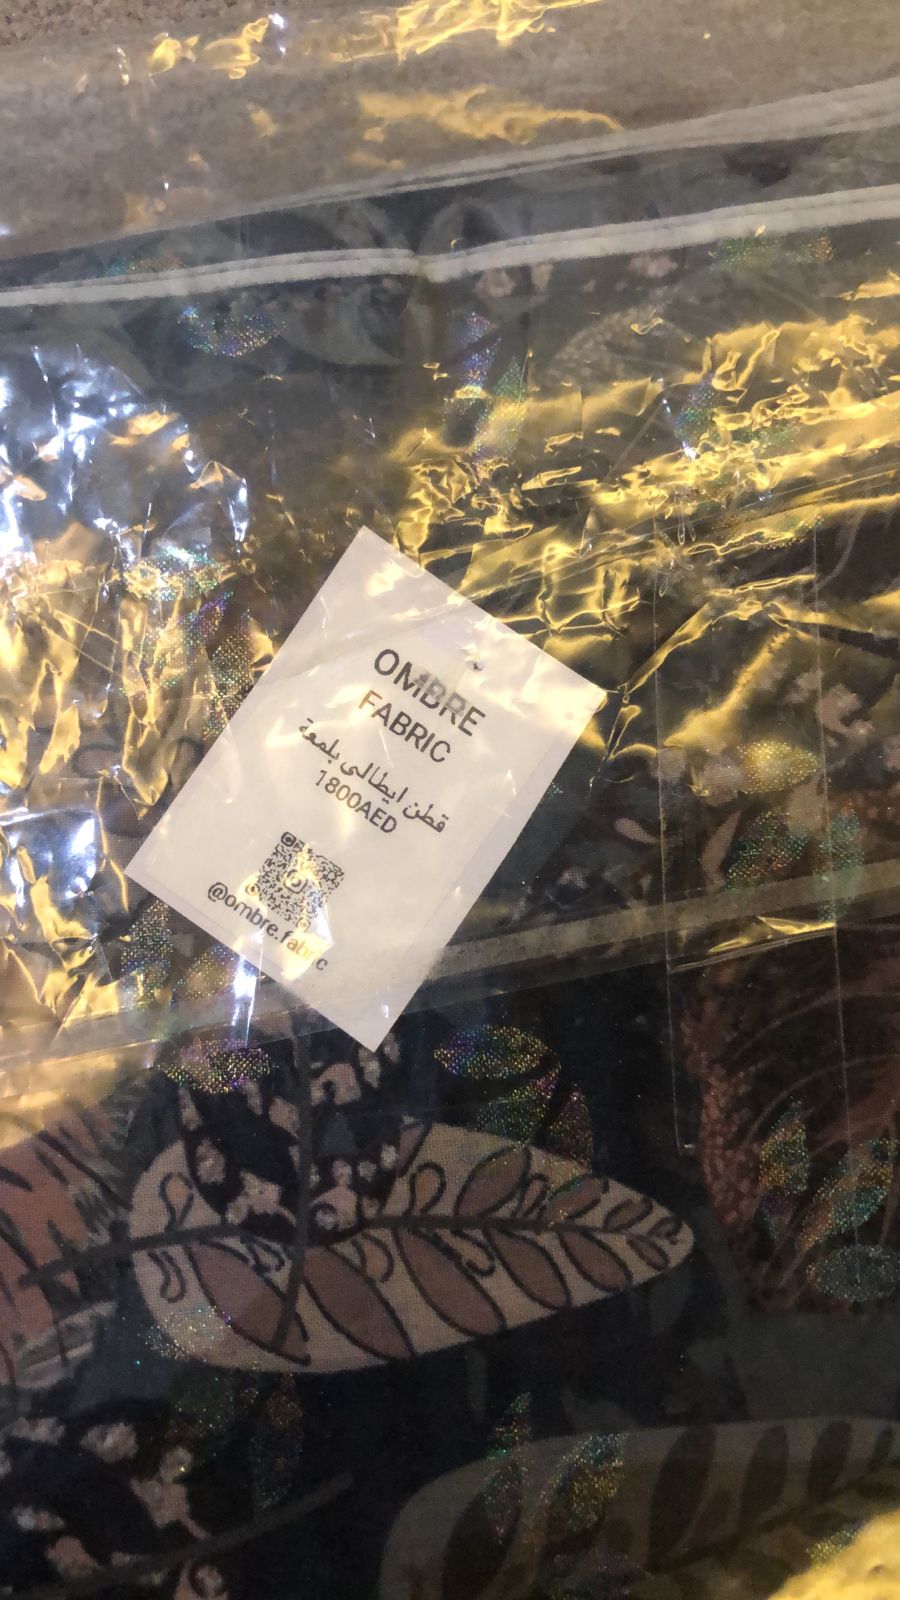 OMBRE
FABRIC
قطن ايطالي بلمعة
1800AED
@ombre.fabric